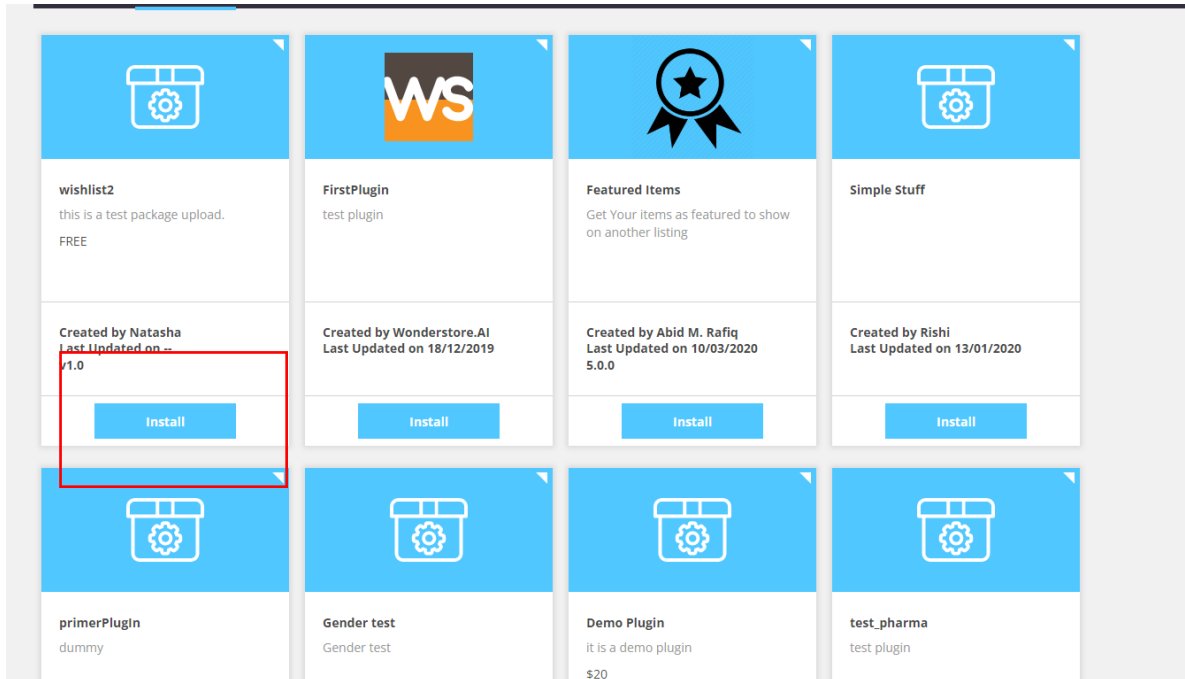 WS
wishlist2
this is a test package upload.
FREE
Created by Natasha
Last Updated on --
v1.0
Install
FirstPlugin
test plugin
Created by Wonderstore.AI
Last Updated on 18/12/2019
Install
Featured Items
Get Your items as featured to show
on another listing
Created by Abid M. Rafiq
Last Updated on 10/03/2020
5.0.0
Install
Simple Stuff
Created by Rishi
Last Updated on 13/01/2020
Install
primerPlugIn
dummy
Gender test
Gender test
Demo Plugin
it is a demo plugin
$20
test_pharma
test plugin